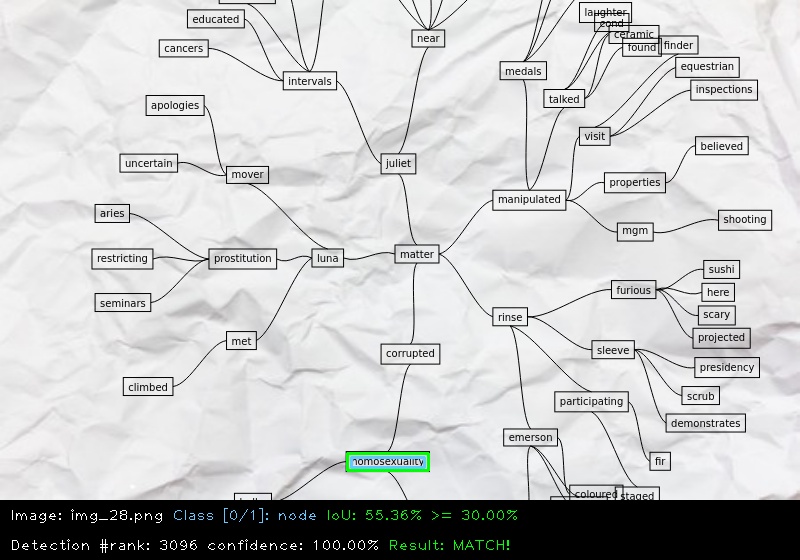 laughter
cond
educated
ceramic
near
finder
cancers
found
equestrian
medals
intervals
inspections
talked
apologies
visit
believed
uncertain
juliet
mover
properties
manipulated
aries
shooting
mgm
matter
restricting
prostitution
luna
sushi
furious
here
seminars
scary
rinse
projected
met
sleeve
corrupted
presidency
climbed
scrub
participating
demonstrates
emerson
homosexuality
fir
coloured
staged
Image: img_28.png Class [0/1]: node IoU: 55.36% >= 30.00%
Detection #rank: 3096 confidence: 100.00% Result: MATCH!